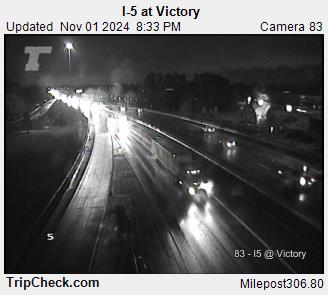 I-5 at Victory
Updated  Nov 01 2024  8:33 PM
Camera 83
T
S
83 - I5 @ Victory
TripCheck.com
Milepost306.80